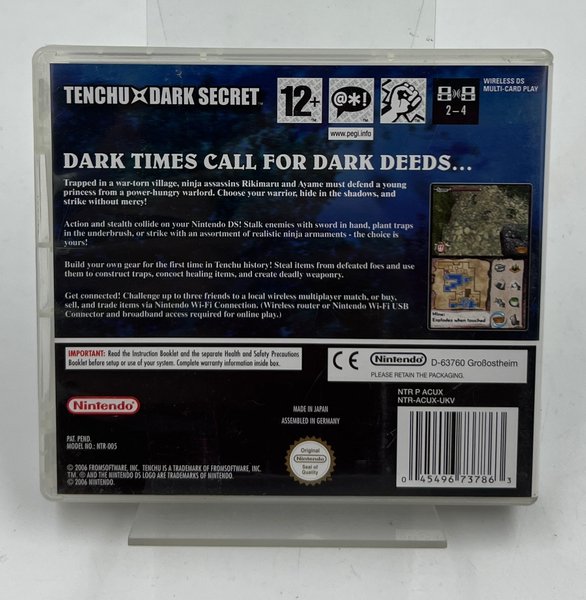 TENCHU DARK SECRET™
12+
@*!
www.pegi.info
2–4
WIRELESS DS
MULTI-CARD PLAY
DARK TIMES CALL FOR DARK DEEDS...
Trapped in a war-torn village, ninja assassins Rikimaru and Ayame must defend a young
princess from a power-hungry warlord. Choose your warrior, hide in the shadows, and
strike without mercy!
Action and stealth collide on your Nintendo DS! Stalk enemies with sword in hand, plant traps
in the underbrush, or strike with an assortment of realistic ninja armaments - the choice is
yours!
Build your own gear for the first time in Tenchu history! Steal items from defeated foes and use
them to construct traps, concoct healing items, and create deadly weaponry.
Get connected! Challenge up to three friends to a local wireless multiplayer match, or buy,
sell, and trade items via Nintendo Wi-Fi Connection. (Wireless router or Nintendo Wi-Fi USB
Connector and broadband access required for online play.)
Mine:
Explodes when touched
IMPORTANT: Read the Instruction Booklet and the separate Health and Safety Precautions
Booklet before setup or use of your system. Complete warranty information inside box.
CE Nintendo D-63760 Großostheim
PLEASE RETAIN THE PACKAGING.
NTR P ACUX
NTR-ACUX-UKV
Nintendo
MADE IN JAPAN
ASSEMBLED IN GERMANY
PAT. PEND.
MODEL NO.: NTR-005
Original
Nintendo
Seal of
Quality
© 2006 FROMSOFTWARE, INC. TENCHU IS A TRADEMARK OF FROMSOFTWARE, INC.
TM, ® AND THE NINTENDO DS LOGO ARE TRADEMARKS OF NINTENDO.
© 2006 NINTENDO.
0 45496 73786 3